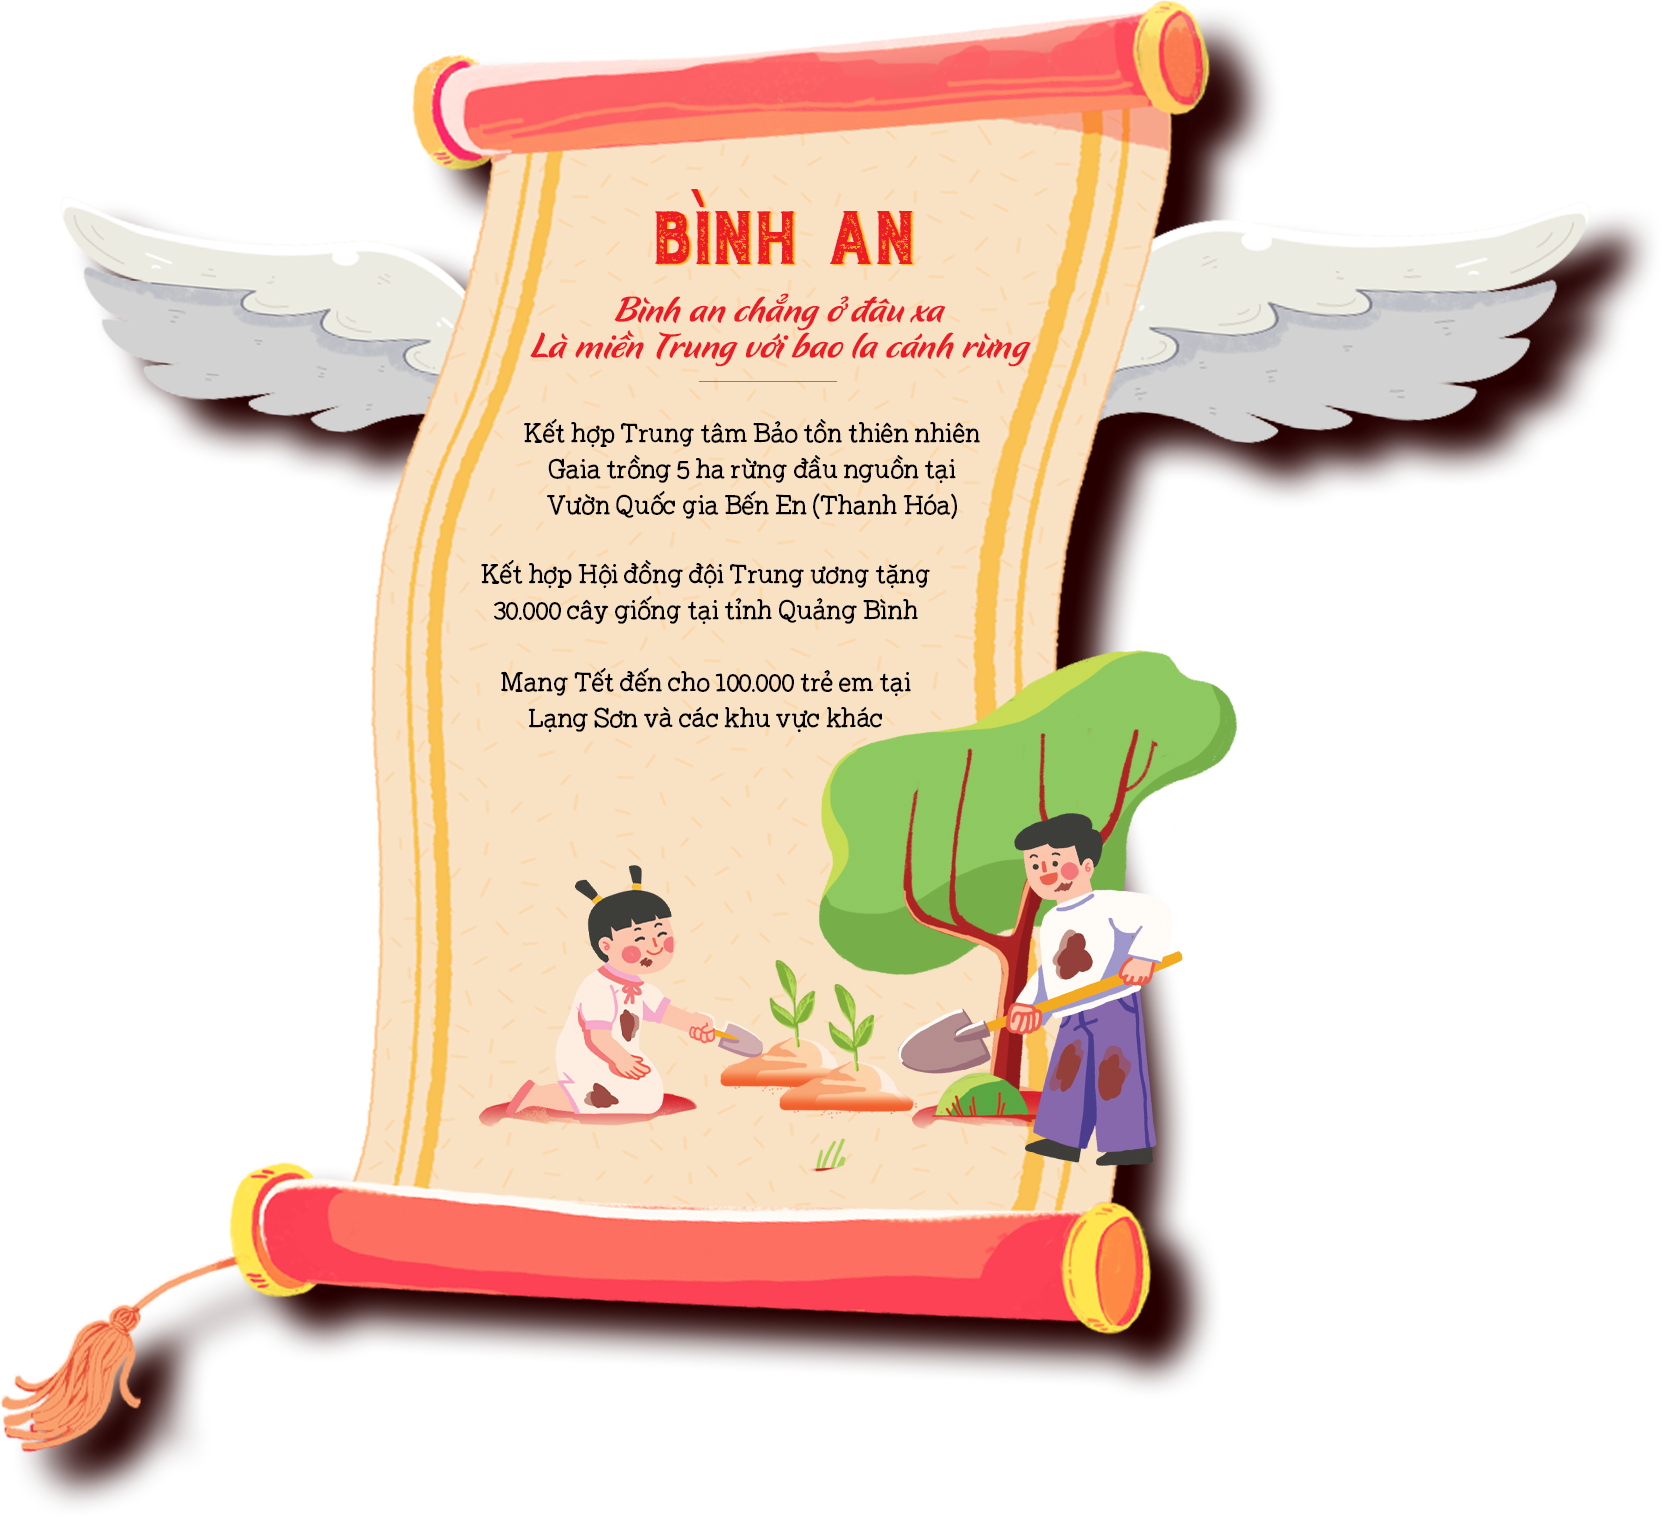 BÌNH AN
Bình an chẳng ở đâu xa
Là miền Trung với bao la cánh rừng
Kết hợp Trung tâm Bảo tồn thiên nhiên
Gaia trồng 5 ha rừng đầu nguồn tại
Vườn Quốc gia Bến En (Thanh Hóa)
Kết hợp Hội đồng đội Trung ương tặng
30.000 cây giống tại tỉnh Quảng Bình
Mang Tết đến cho 100.000 trẻ em tại
Lạng Sơn và các khu vực khác